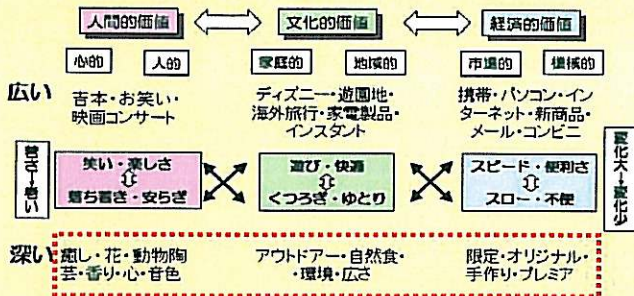 人間的価値 文化的価値 経済的価値
心的 人的 家庭的 地域的 市場的 機械的
広い
吉本・お笑い・
映画コンサート
ディズニー・遊園地・
海外旅行・家電製品・
インスタント
携帯・パソコン・イン
ターネット・新商品・
メール・コンビニ
若さ→老い
笑い・楽しさ
落ち着き・安らぎ
遊び・快適
くつろぎ・ゆとり
スピード・便利さ
スロー・不便
変化大→変化少
深い
癒し・花・動物陶
芸・香り・心・音色
アウトドアー・自然食・
・環境・広さ
限定・オリジナル・
手作り・プレミア